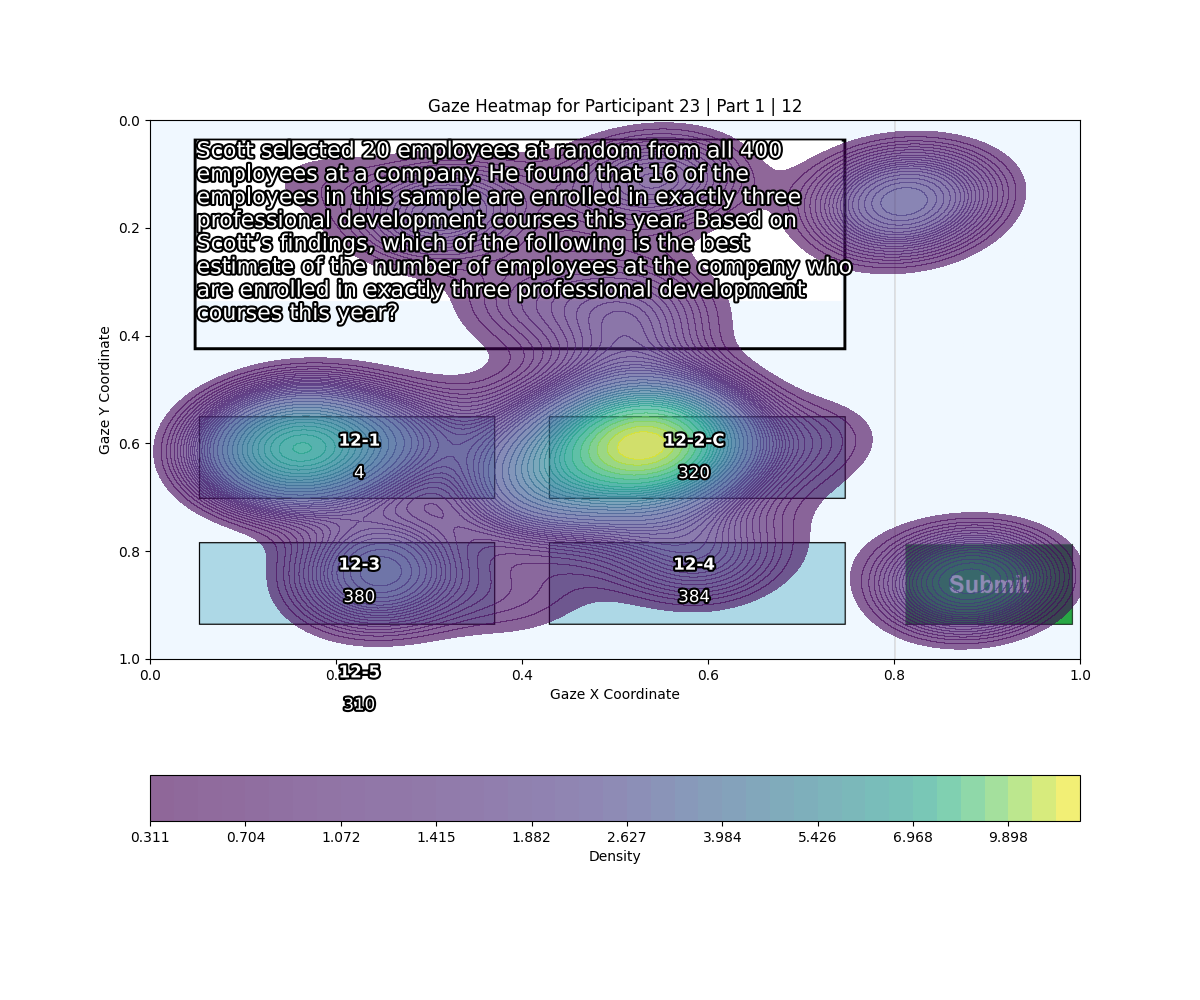 Gaze Heatmap for Participant 23 | Part 1 | 12
Scott selected 20 employees at random from all 400
employees at a company. He found that 16 of the
employees in this sample are enrolled in exactly three
professional development courses this year. Based on
Scott’s findings, which of the following is the best
estimate of the number of employees at the company who
are enrolled in exactly three professional development
courses this year?
0.0
0.2
0.4
0.6
0.8
1.0
Gaze Y Coordinate
12-1
4
12-2-C
320
12-3
380
12-4
384
Submit
0.0
0.2
0.4
0.6
0.8
1.0
12-5
310
Gaze X Coordinate
0.311
0.704
1.072
1.415
1.882
2.627
3.984
5.426
6.968
9.898
Density